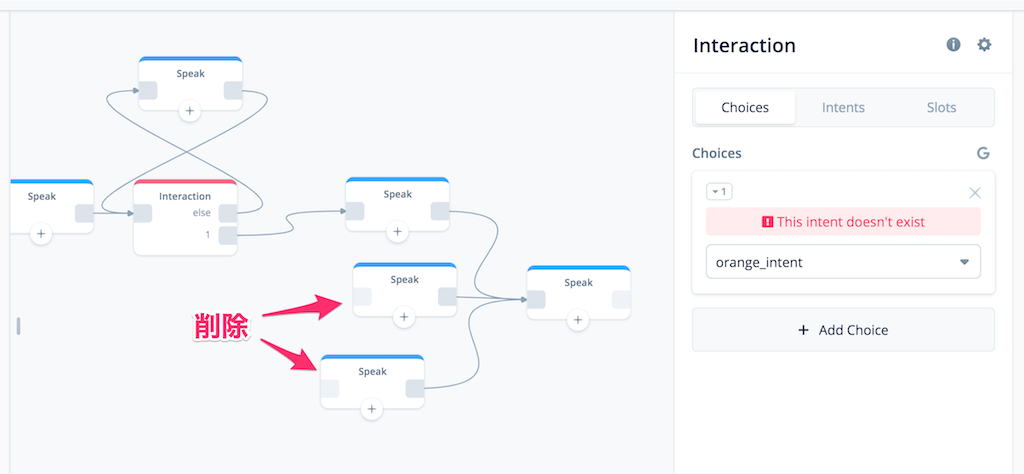 Speak
Speak
Interaction
else
1
Speak
Speak
Speak
Speak
削除
Interaction
Choices
Intents
Slots
Choices
G
1
This intent doesn't exist
orange_intent
+ Add Choice